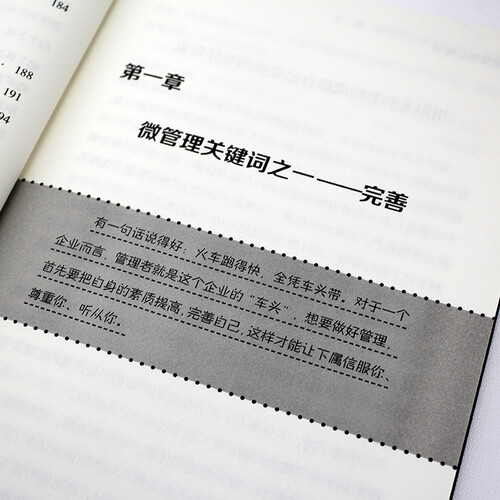 184
188
191
94
第一章
微管理关键词之一——完善
有一句话说得好，火车跑得快，全凭车头带。对于一个
企业而言，管理者就是这个企业的“车头”，想要做好管理，
首先要把自身的素质提高，完善自己，这样才能让下属信服你、
尊重你、听从你。